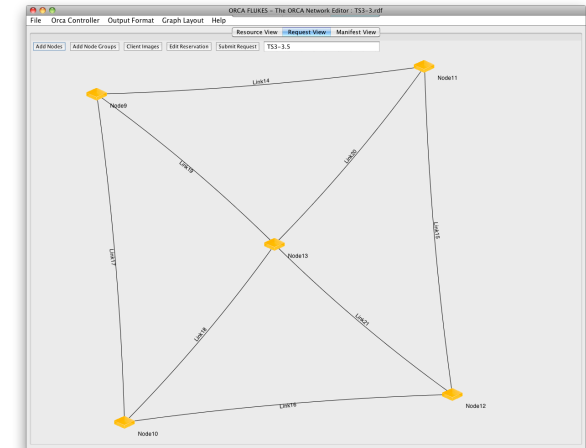 ORCA FLUKES - The ORCA Network Editor : TS3-3.rdf
File Orca Controller Output Format Graph Layout Help
Resource View Request View Manifest View
Add Nodes Add Node Groups Client Images Edit Reservation Submit Request TS3-3.5
Node11
Link14
Node9
Link20
Link19
Link15
Link17
Node13
Link21
Link18
Link16
Node12
Node10